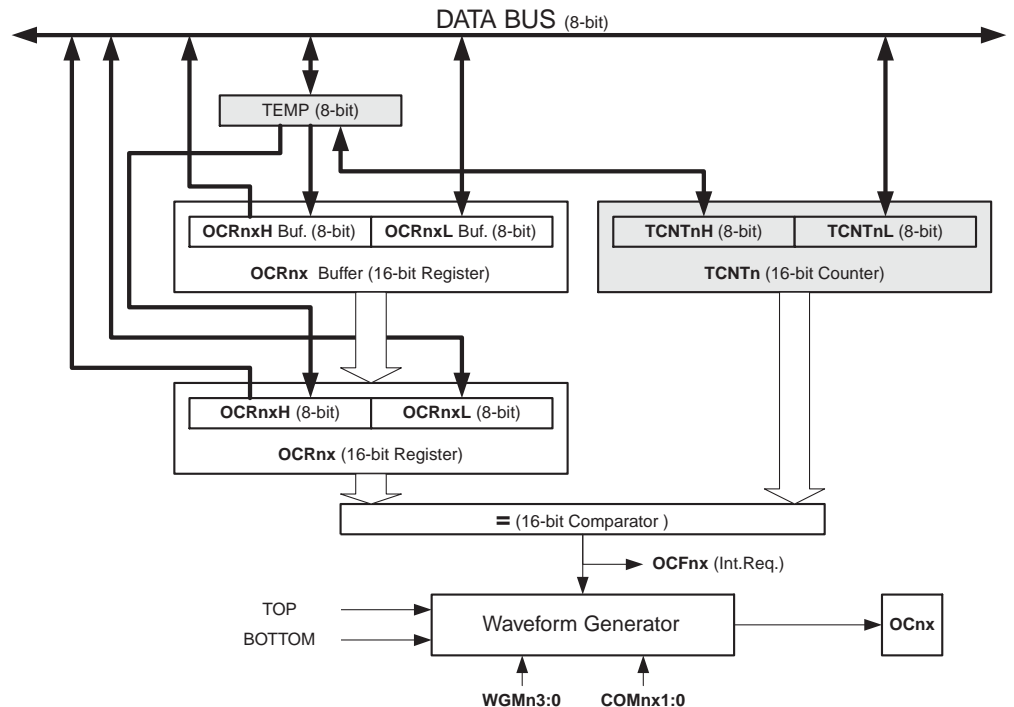 DATA BUS (8-bit)
TEMP (8-bit)
OCRnxH Buf. (8-bit) OCRnxL Buf. (8-bit)
OCRnx Buffer (16-bit Register)
TCNTnH (8-bit) TCNTnL (8-bit)
TCNTn (16-bit Counter)
OCRnxH (8-bit) OCRnxL (8-bit)
OCRnx (16-bit Register)
= (16-bit Comparator )
OCFnx (Int.Req.)
TOP
BOTTOM
Waveform Generator
OCnx
WGMn3:0 COMnx1:0